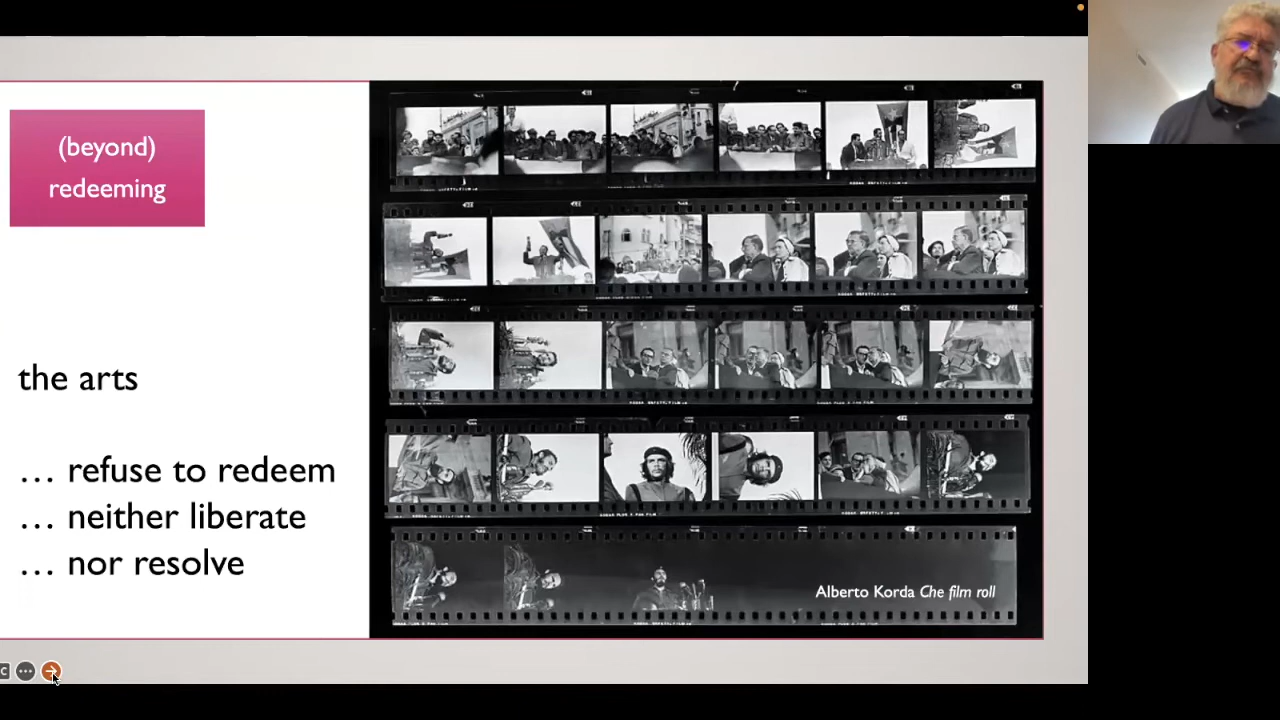 (beyond)
redeeming
the arts
… refuse to redeem
… neither liberate
… nor resolve
Alberto Korda Che film roll